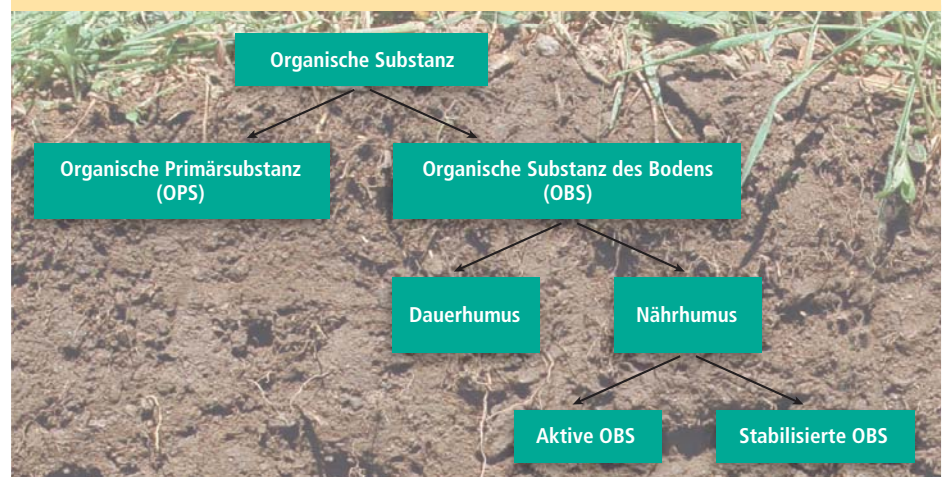 Organische Substanz
Organische Primärsubstanz
(OPS)
Organische Substanz des Bodens
(OBS)
Dauerhumus
Nährhumus
Aktive OBS
Stabilisierte OBS